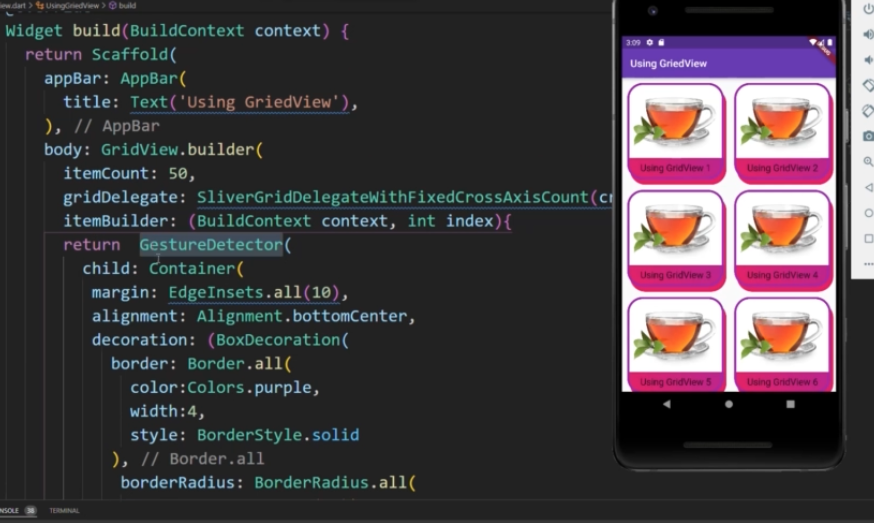 view.dart > UsingGriedView > build
Widget build(BuildContext context) {
return Scaffold(
appBar: AppBar(
title: Text('Using GriedView'),
), // AppBar
body: GridView.builder(
itemCount: 50,
gridDelegate: SliverGridDelegateWithFixedCrossAxisCount(cr
itemBuilder: (BuildContext context, int index){
return GestureDetector(
child: Container(
margin: EdgeInsets.all(10),
alignment: Alignment.bottomCenter,
decoration: (BoxDecoration(
border: Border.all(
color:Colors.purple,
width:4,
style: BorderStyle.solid
), // Border.all
borderRadius: BorderRadius.all(
NSOLE 38 TERMINAL
3:09
Using GriedView
Using GridView 1
Using GridView 2
Using GridView 3
Using GridView 4
Using GridView 5
Using GridView 6